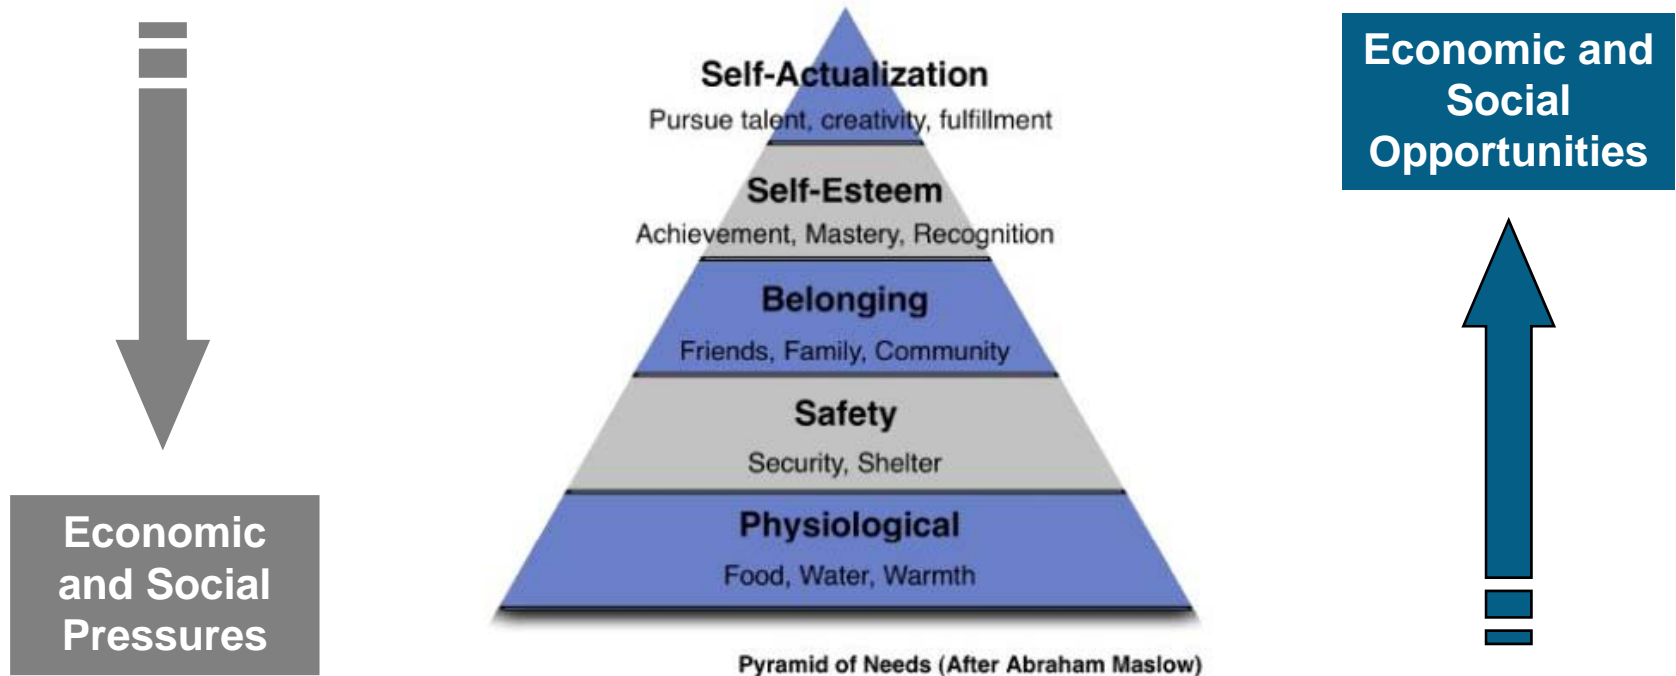 Economic
and Social
Pressures
Self-Actualization
Pursue talent, creativity, fulfillment
Self-Esteem
Achievement, Mastery, Recognition
Belonging
Friends, Family, Community
Safety
Security, Shelter
Physiological
Food, Water, Warmth
Pyramid of Needs (After Abraham Maslow)
Economic and
Social
Opportunities